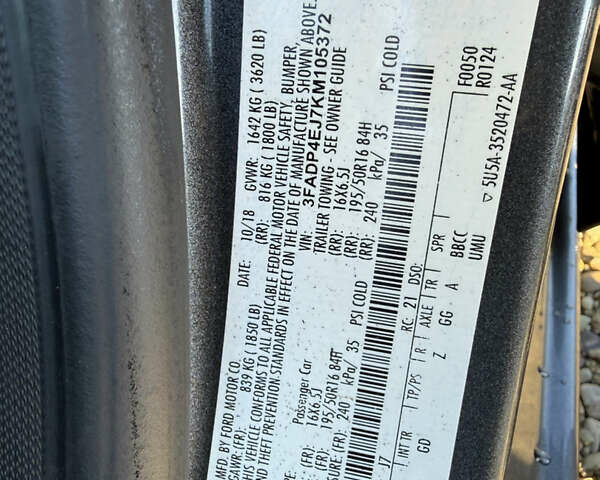 MFD. BY FORD MOTOR CO.
DATE: 10/18 GVWR: 1642 KG ( 3620 LB)
GAWR:(FR): 839 KG (1850 LB) (RR): 816 KG ( 1800 LB)
THIS VEHICLE CONFORMS TO ALL APPLICABLE FEDERAL MOTOR VEHICLE SAFETY, BUMPER,
AND THEFT PREVENTION STANDARDS IN EFFECT ON THE DATE OF MANUFACTURE SHOWN ABOVE.
VIN: 3FADP4EJ7KM105372
Passenger Car TRAILER TOWING - SEE OWNER GUIDE
(FR): 16X6.5J (RR): 16X6.5J
(FR): 195/50R16 84H (RR): 195/50R16 84H
SURE: (FR): 240 kPa/ 35 PSI COLD (RR): 240 kPa/ 35 PSI COLD
J7 RC: 21 DSO: F0050
R0124
INT TR TP/PS R AXLE TR SPR BBCC
GD Z GG A UMU
▽ 5U5A-3520472-AA